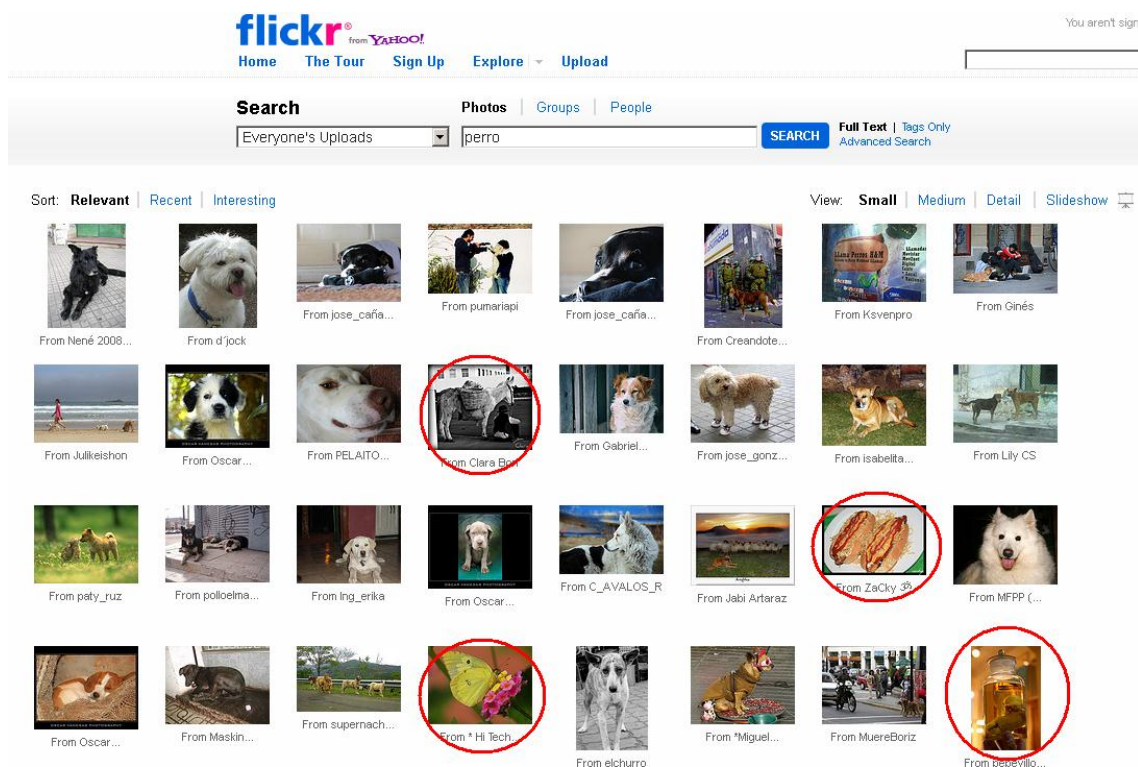 flickr® from YAHOO!
You aren't sign
Home The Tour Sign Up Explore Upload
Search Photos Groups People
Everyone's Uploads perro SEARCH Full Text | Tags Only
Advanced Search
Sort: Relevant Recent Interesting View: Small Medium Detail Slideshow
From Nené 2008... From d´jock From jose_caña... From pumariapi From jose_caña... From Creandote... From Ksvenpro From Ginés
From Julikeishon From Oscar... From PELAITO... From Clara Bon From Gabriel... From jose_gonz... From isabelita... From Lily CS
From paty_ruz From polloelma... From Ing_erika From Oscar... From C_AVALOS_R From Jabi Artaraz From ZaCky From MFPP (...
From Oscar... From Maskin... From supernach... From * Hi Tech... From elchurro From *Miguel... From MuereBoriz From pebevillo...